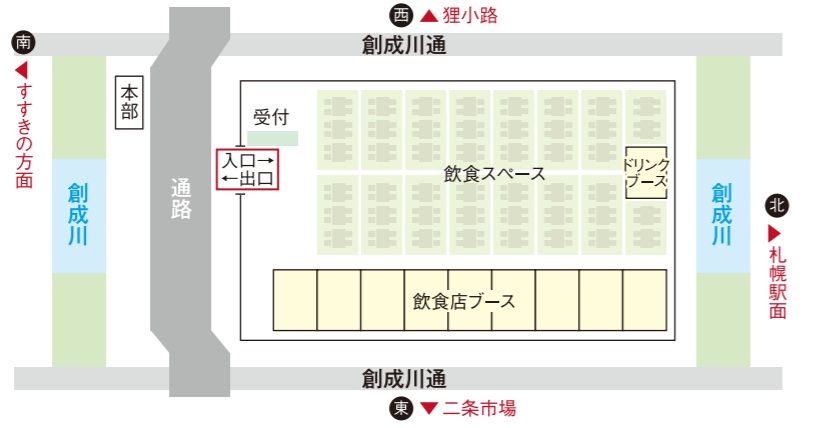 西 ▲ 狸小路
創成川通
南
▲ すすきの方面
本部
受付
入口→
←出口
通路
創成川
飲食スペース
ドリンク
ブース
創成川
北
▼ 札幌駅面
飲食店ブース
創成川通
東 ▼ 二条市場